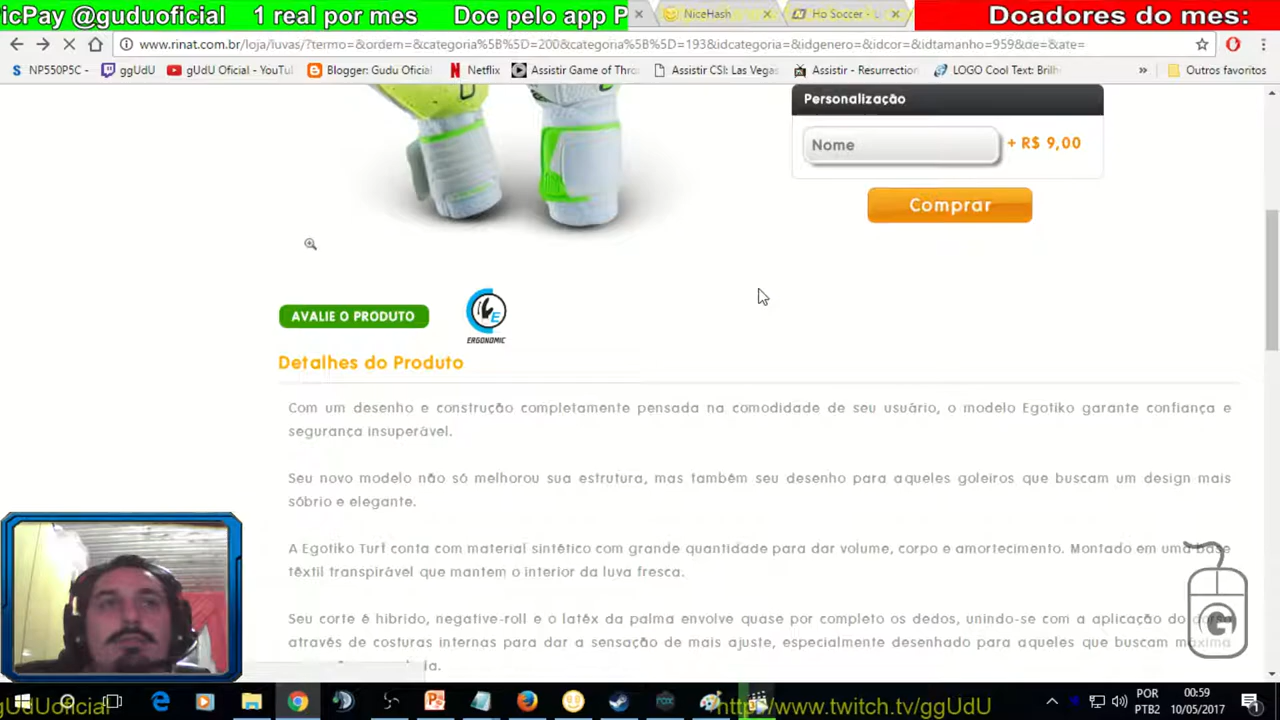 icPay @guduoficial 1 real por mes Doe pelo app P
Doadores do mes:
NiceHash
Ho Soccer - L
www.rinat.com.br/loja/luvas/?termo=&ordem=&categoria%5B%5D=200&categoria%5B%5D=193&idcategoria=&idgenero=&idcor=&idtamanho=959&de=&ate=
NP550P5C - ggUdU gUdU Oficial - YouTu Blogger: Gudu Oficial Netflix Assistir Game of Thro Assistir CSI: Las Vegas Assistir - Resurrection LOGO Cool Text: Brilh » Outros favoritos
Personalização
Nome + R$ 9,00
Comprar
AVALIE O PRODUTO
ERGONOMIC
Detalhes do Produto
Com um desenho e construção completamente pensada na comodidade de seu usuário, o modelo Egotiko garante confiança e
segurança insuperável.
Seu novo modelo não só melhorou sua estrutura, mas também seu desenho para aqueles goleiros que buscam um design mais
sóbrio e elegante.
A Egotiko Turf conta com material sintético com grande quantidade para dar volume, corpo e amortecimento. Montado em uma base
têxtil transpirável que mantem o interior da luva fresca.
Seu corte é hibrido, negative-roll e o latêx da palma envolve quase por completo os dedos, unindo-se com a aplicação do dorso
através de costuras internas para dar a sensação de mais ajuste, especialmente desenhado para aqueles que buscam máxima
POR
PTB2
00:59
10/05/2017
gUdU
http://www.twitch.tv/ggUdU